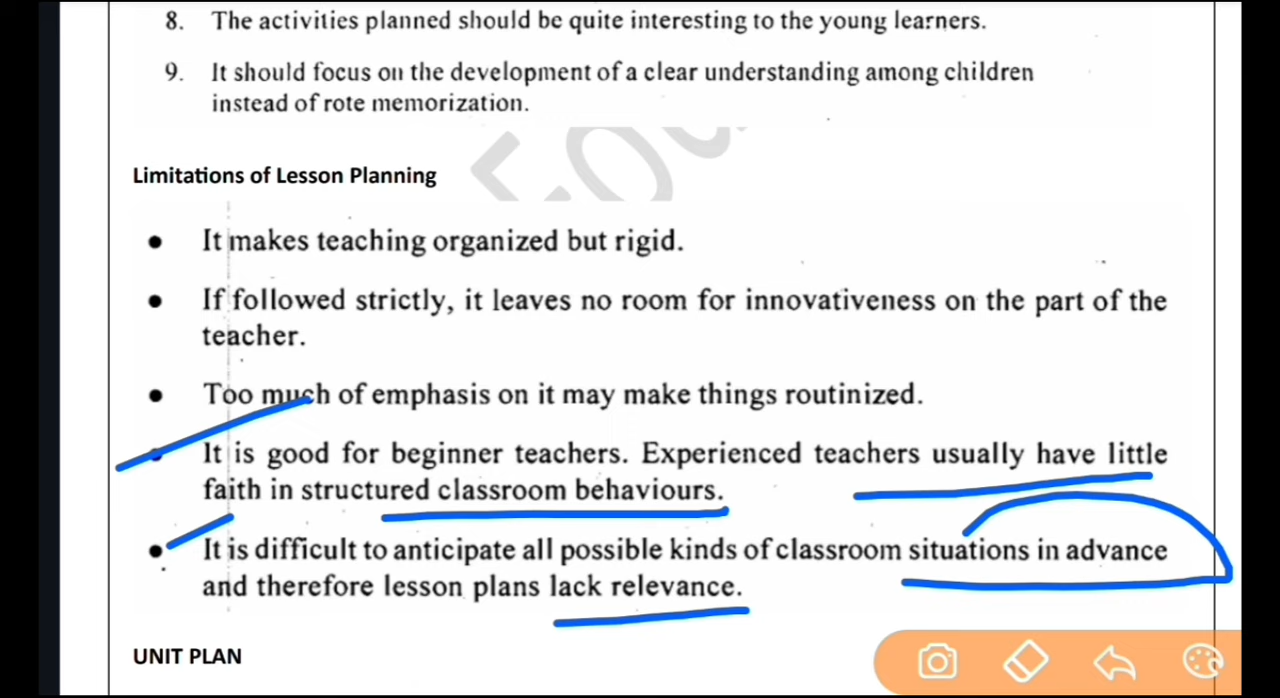 8. The activities planned should be quite interesting to the young learners.
9. It should focus on the development of a clear understanding among children
instead of rote memorization.
Limitations of Lesson Planning
• It makes teaching organized but rigid.
• If followed strictly, it leaves no room for innovativeness on the part of the
teacher.
• Too much of emphasis on it may make things routinized.
• It is good for beginner teachers. Experienced teachers usually have little
faith in structured classroom behaviours.
• It is difficult to anticipate all possible kinds of classroom situations in advance
and therefore lesson plans lack relevance.
UNIT PLAN